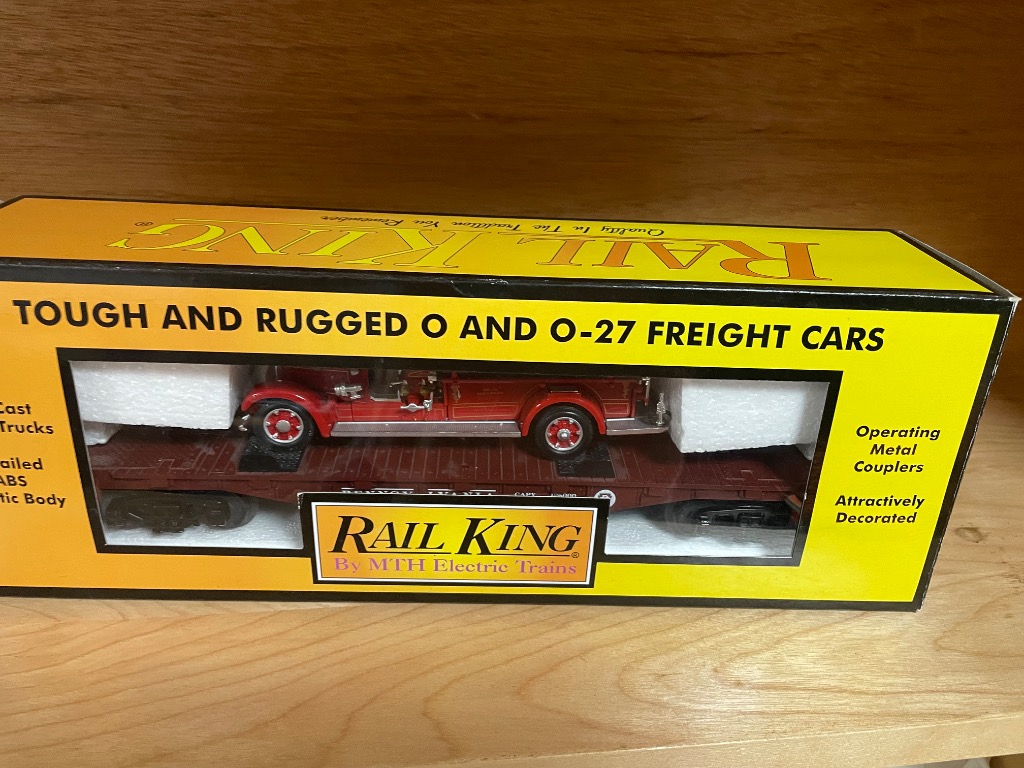 RAIL KING®
Quality In The Tradition You Remember
TOUGH AND RUGGED O AND O-27 FREIGHT CARS
Cast
Trucks
ailed
ABS
tic Body
Operating
Metal
Couplers
Attractively
Decorated
CAPY
RAIL KING®
By MTH Electric Trains